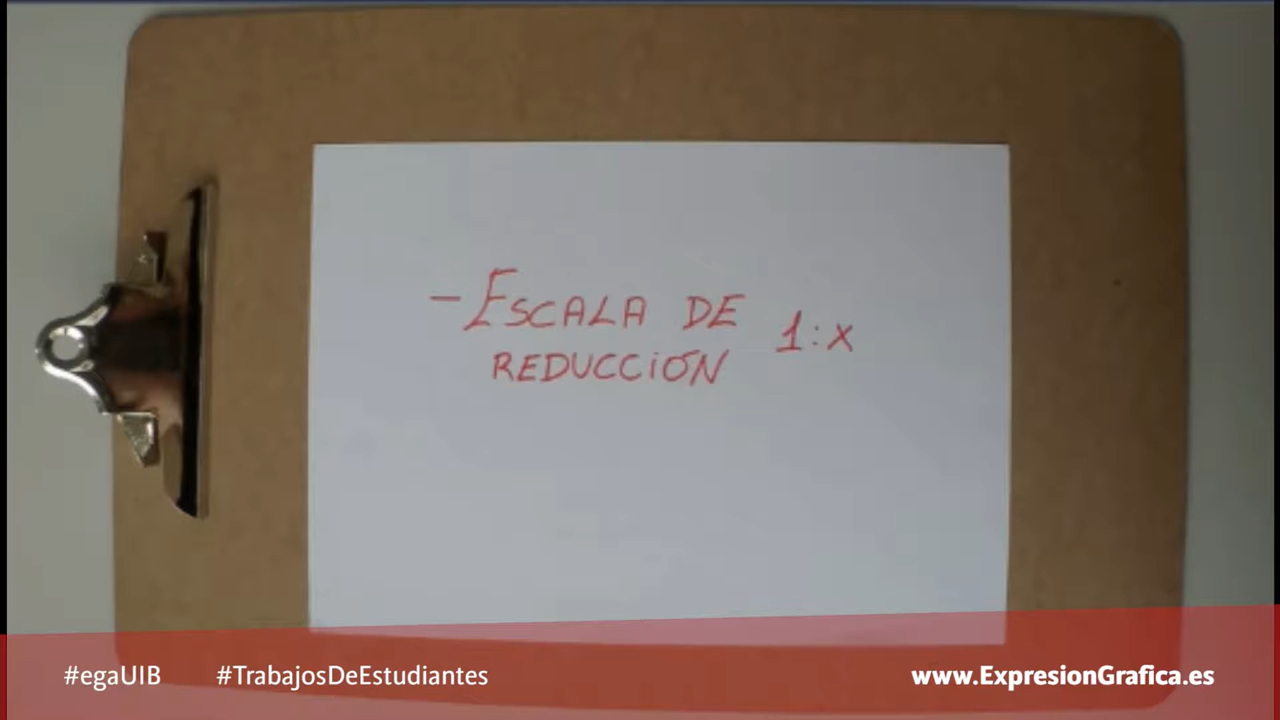 - ESCALA DE
REDUCCIÓN 1:x
#egaUIB #TrabajosDeEstudiantes www.ExpresionGrafica.es